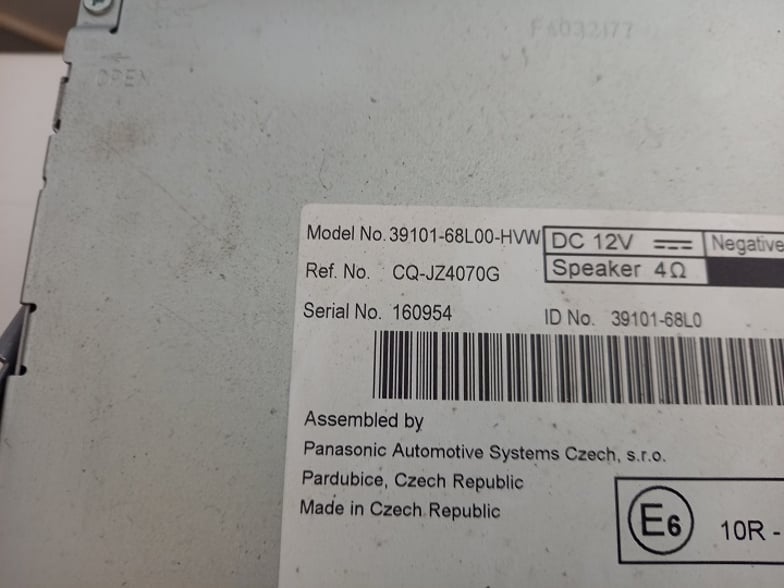 F6032177
OPEN
Model No. 39101-68L00-HVW
DC 12V
Negative
Ref. No. CQ-JZ4070G
Speaker 4Ω
Serial No. 160954
ID No. 39101-68L0
Assembled by
Panasonic Automotive Systems Czech, s.r.o.
Pardubice, Czech Republic
Made in Czech Republic
E6
10R -